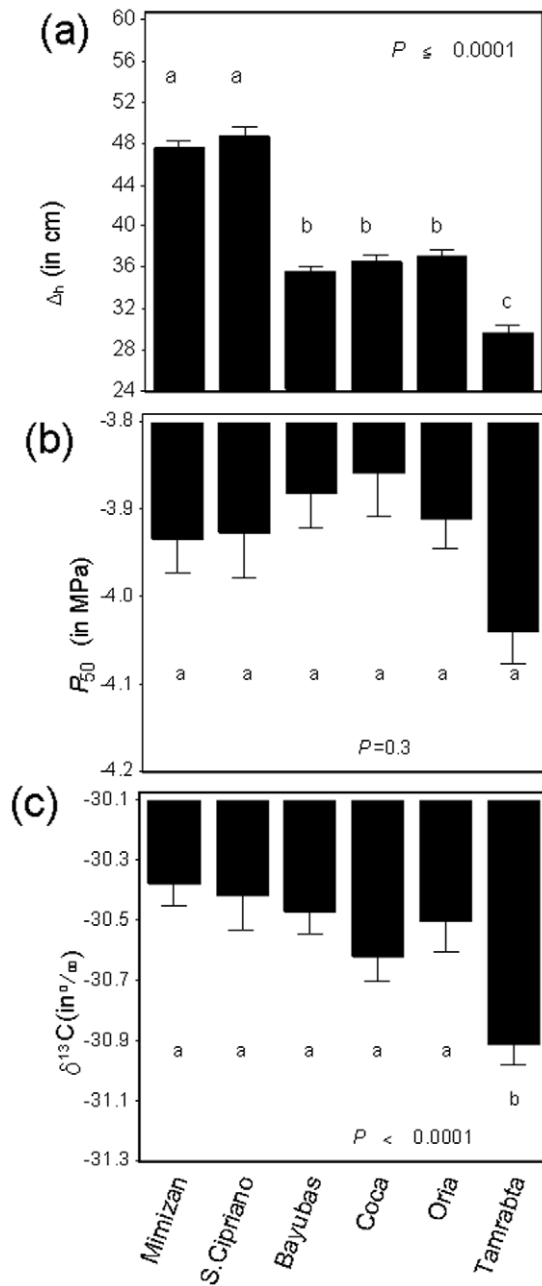 (a)
60
56
52
48
44
40
36
32
28
24
Δh (in cm)
P ≦ 0.0001
a a b b b c
(b)
-3.8
-3.9
-4.0
-4.1
-4.2
P50 (in MPa)
a a a a a a
P=0.3
(c)
-30.1
-30.3
-30.5
-30.7
-30.9
-31.1
-31.3
δ13C (in º/∞)
a a a a a b
P < 0.0001
Mimizan
S. Cipriano
Bayubas
Coca
Oria
Tamrabta